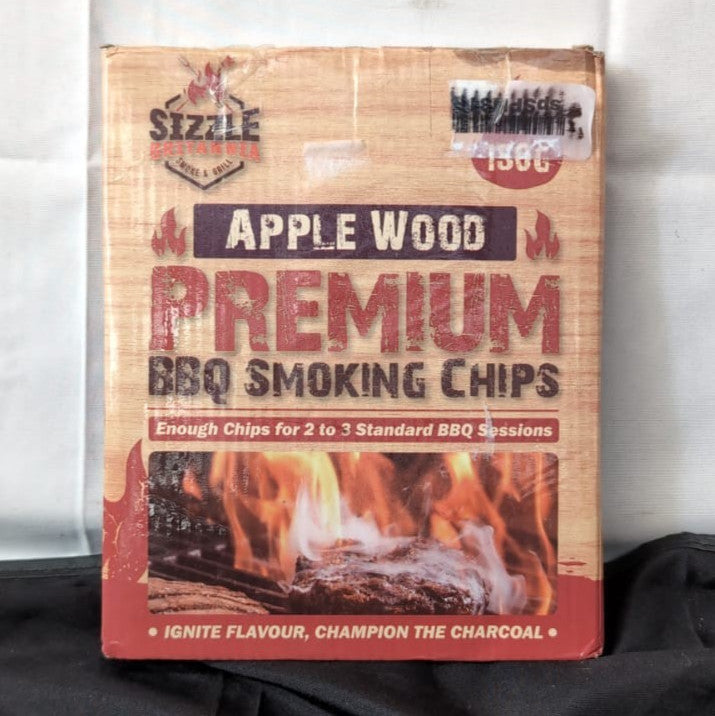 SIZZLE
BRITANNIA
SMOKE & GRILL
APPLE WOOD
PREMIUM
BBQ SMOKING CHIPS
Enough Chips for 2 to 3 Standard BBQ Sessions
• IGNITE FLAVOUR, CHAMPION THE CHARCOAL •